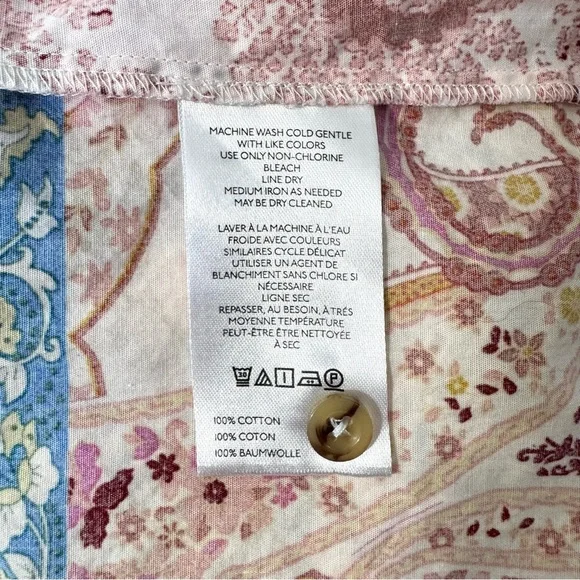 MACHINE WASH COLD GENTLE
WITH LIKE COLORS
USE ONLY NON-CHLORINE
BLEACH
LINE DRY
MEDIUM IRON AS NEEDED
MAY BE DRY CLEANED
LAVER À LA MACHINE À L'EAU
FROIDE AVEC COULEURS
SIMILAIRES CYCLE DÉLICAT
UTILISER UN AGENT DE
BLANCHIMENT SANS CHLORE SI
NÉCESSAIRE
LIGNE SEC
REPASSER, AU BESOIN, À TRÉS
MOYENNE TEMPÉRATURE
PEUT-ÊTRE ÊTRE NETTOYÉE
À SEC
30 P
100% COTTON
100% COTON
100% BAUMWOLLE